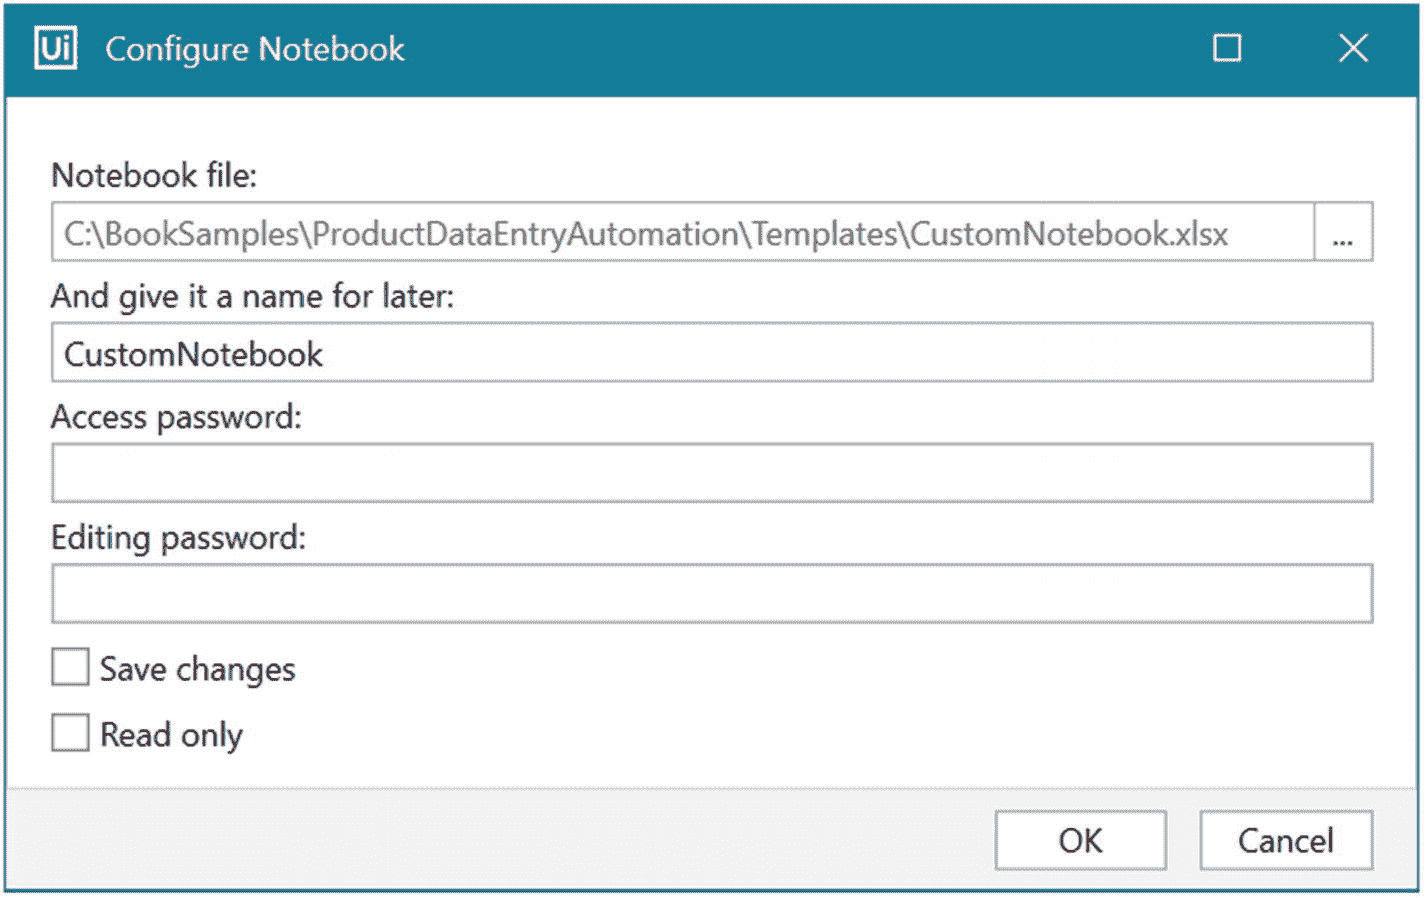 Ui Configure Notebook
Notebook file:
C:\BookSamples\ProductDataEntryAutomation\Templates\CustomNotebook.xlsx ...
And give it a name for later:
CustomNotebook
Access password:
Editing password:
Save changes
Read only
OK Cancel